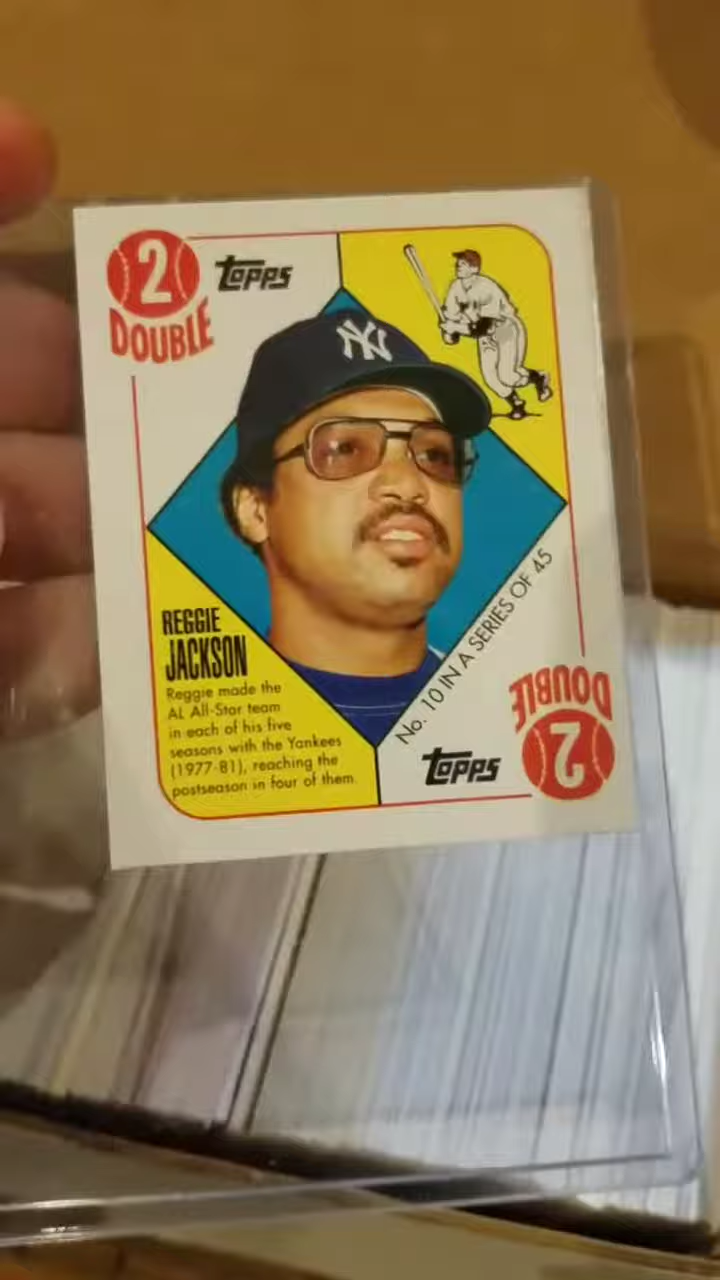 2
topps
DOUBLE
NY
REGGIE
JACKSON
Reggie made the
AL All-Star team
in each of his five
seasons with the Yankees
(1977-81), reaching the
postseason in four of them.
No. 10 IN A SERIES OF 45
topps
DOUBLE
2